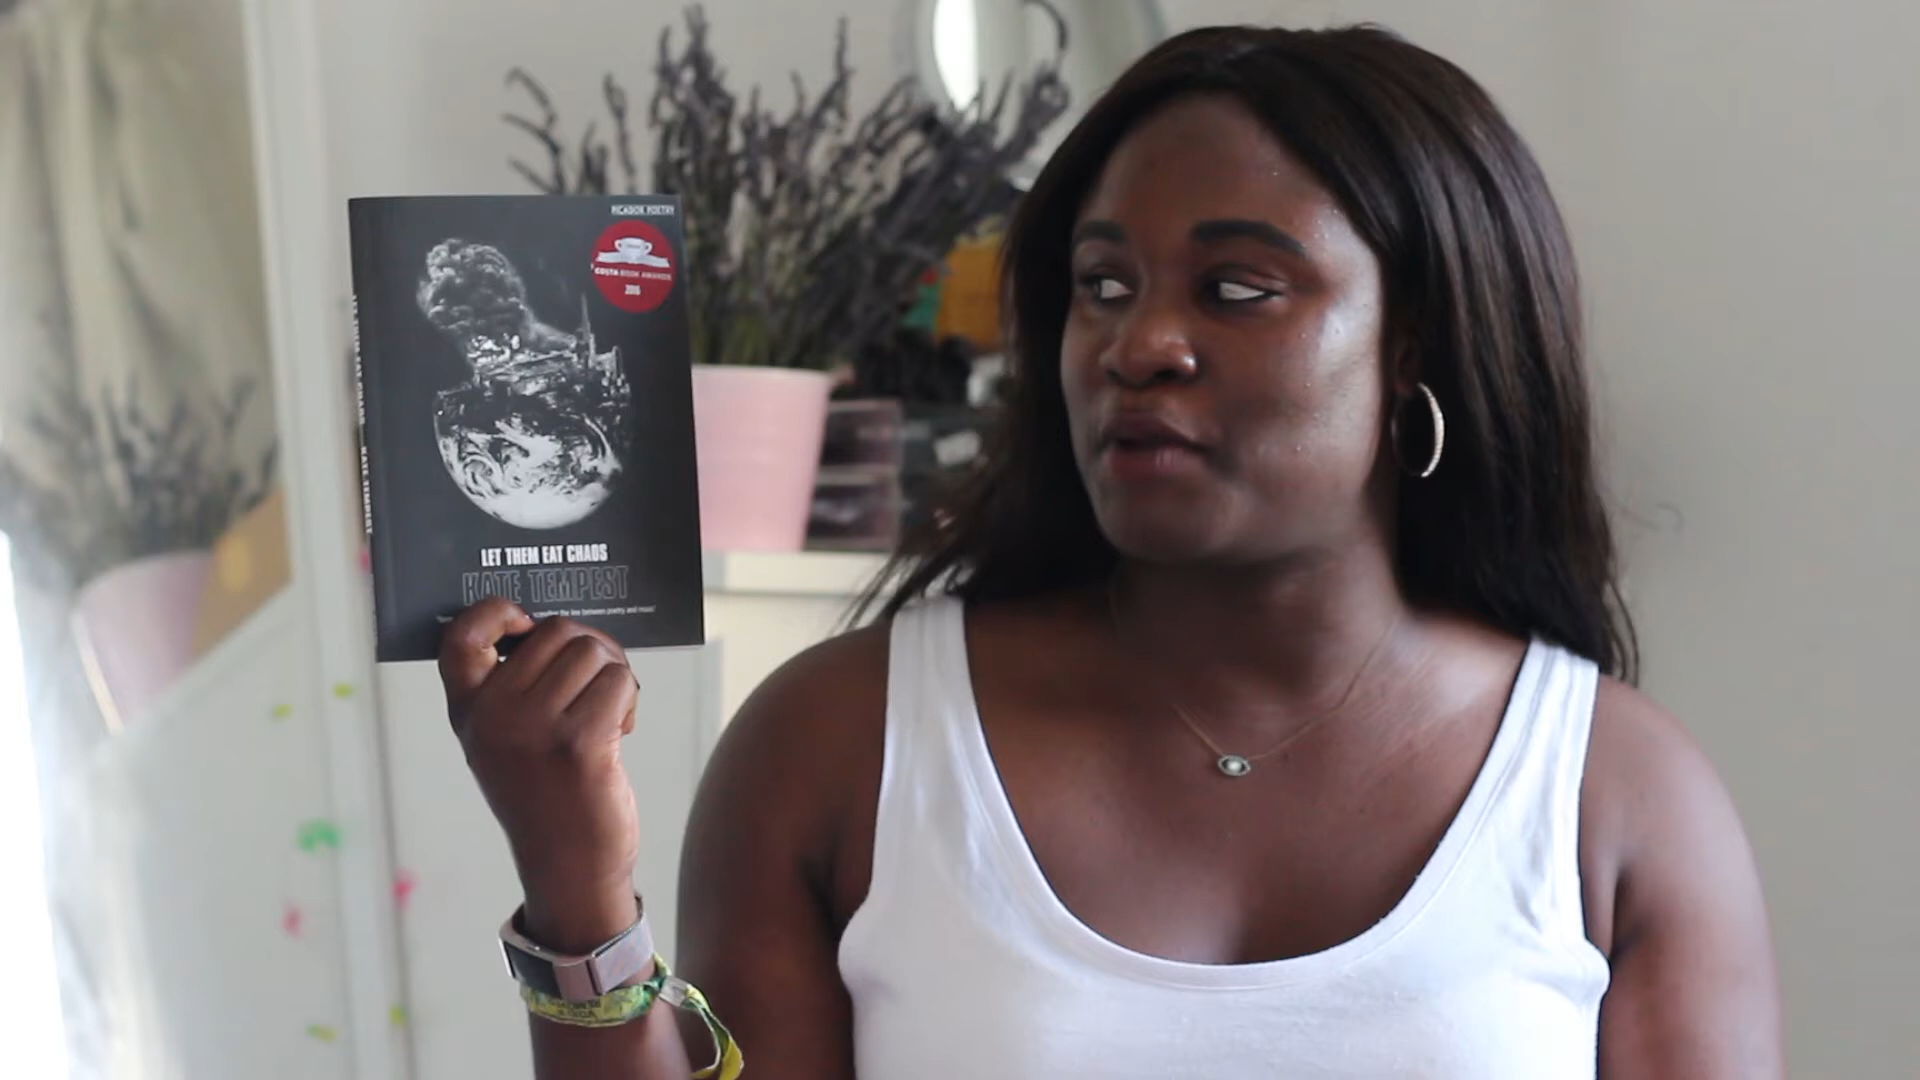 PICADOR POETRY
COSTA BOOK AWARDS
2016
LET THEM EAT CHAOS
KATE TEMPEST
the line between poetry and music'
LET THEM EAT CHAOS KATE TEMPEST